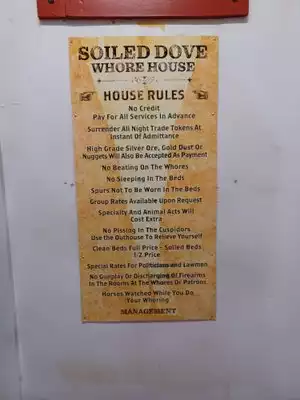 SOILED DOVE
WHORE HOUSE
HOUSE RULES
No Credit
Pay For All Services In Advance
Surrender All Night Trade Tokens At
Instant Of Admittance
High Grade Silver Ore, Gold Dust Or
Nuggets Will Also Be Accepted As Payment
No Beating On The Whores
No Sleeping In The Beds
Spurs Not To Be Worn In The Beds
Group Rates Available Upon Request
Specialty And Animal Acts Will
Cost Extra
No Pissing In The Cuspidors
Use the Outhouse To Relieve Yourself
Clean Beds Full Price - Soiled Beds
1/2 Price
Special Rates For Politicians and Lawmen
No Gunplay Or Discharging Of Firearms
In The Rooms At The Whores Or Patrons
Horses Watched While You Do
Your Whoring
MANAGEMENT